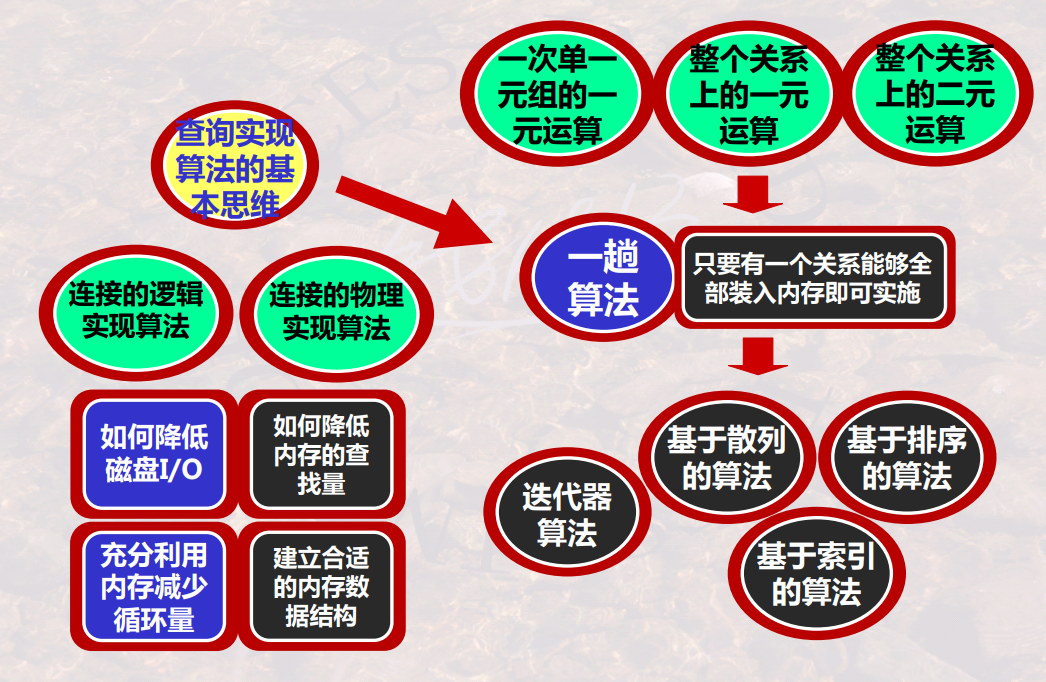 一次单一
元组的一
元运算
整个关系
上的一元
运算
整个关系
上的二元
运算
查询实现
算法的基
本思维
一趟
算法
只要有一个关系能够全
部装入内存即可实施
连接的逻辑
实现算法
连接的物理
实现算法
如何降低
磁盘I/O
如何降低
内存的查
找量
充分利用
内存减少
循环量
建立合适
的内存数
据结构
迭代器
算法
基于散列
的算法
基于排序
的算法
基于索引
的算法